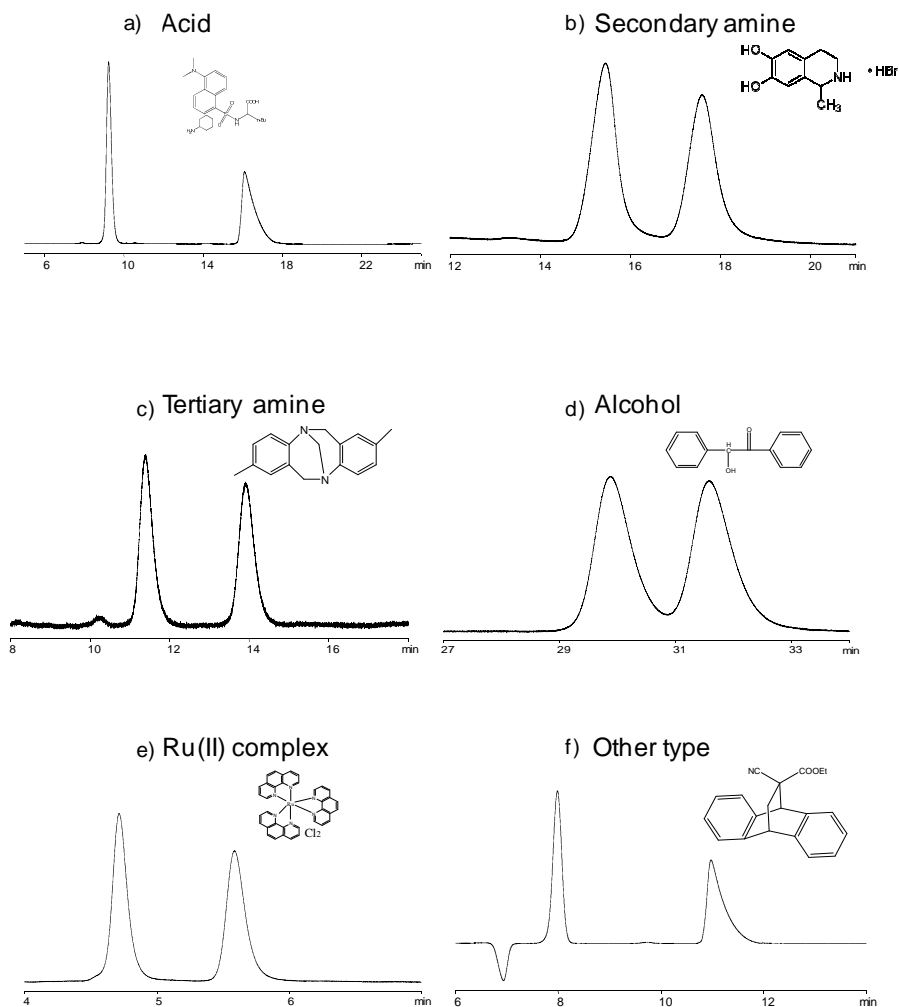 a) Acid
N
O
O
S
COOH
N
H
H₂N
6 10 14 18 22 min
b) Secondary amine
HO
HO
NH
CH₃
• HBr
12 14 16 18 20 min
c) Tertiary amine
N
N
8 10 12 14 16 min
d) Alcohol
H
C
O
C
OH
27 29 31 33 min
e) Ru(II) complex
N
N
N
N
N
Cl₂
4 5 6 min
f) Other type
NC
COOEt
6 8 10 12 min